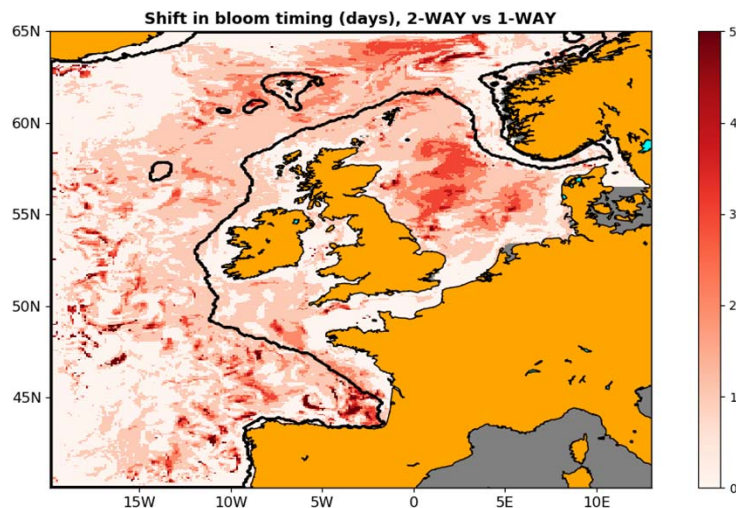 Shift in bloom timing (days), 2-WAY vs 1-WAY
65N
60N
55N
50N
45N
15W 10W 5W 0 5E 10E
5
4
3
2
1
0